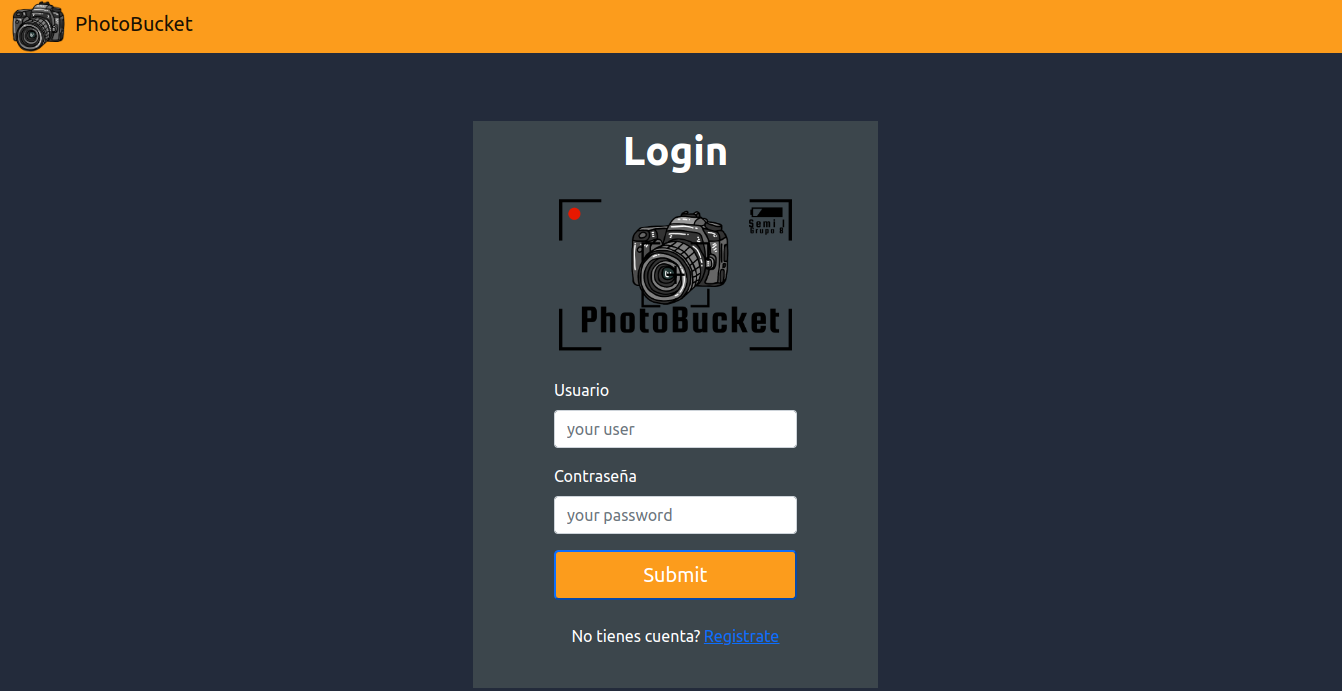 PhotoBucket
Login
Semi 1
Grupo 8
PhotoBucket
Usuario
your user
Contraseña
your password
Submit
No tienes cuenta? Registrate